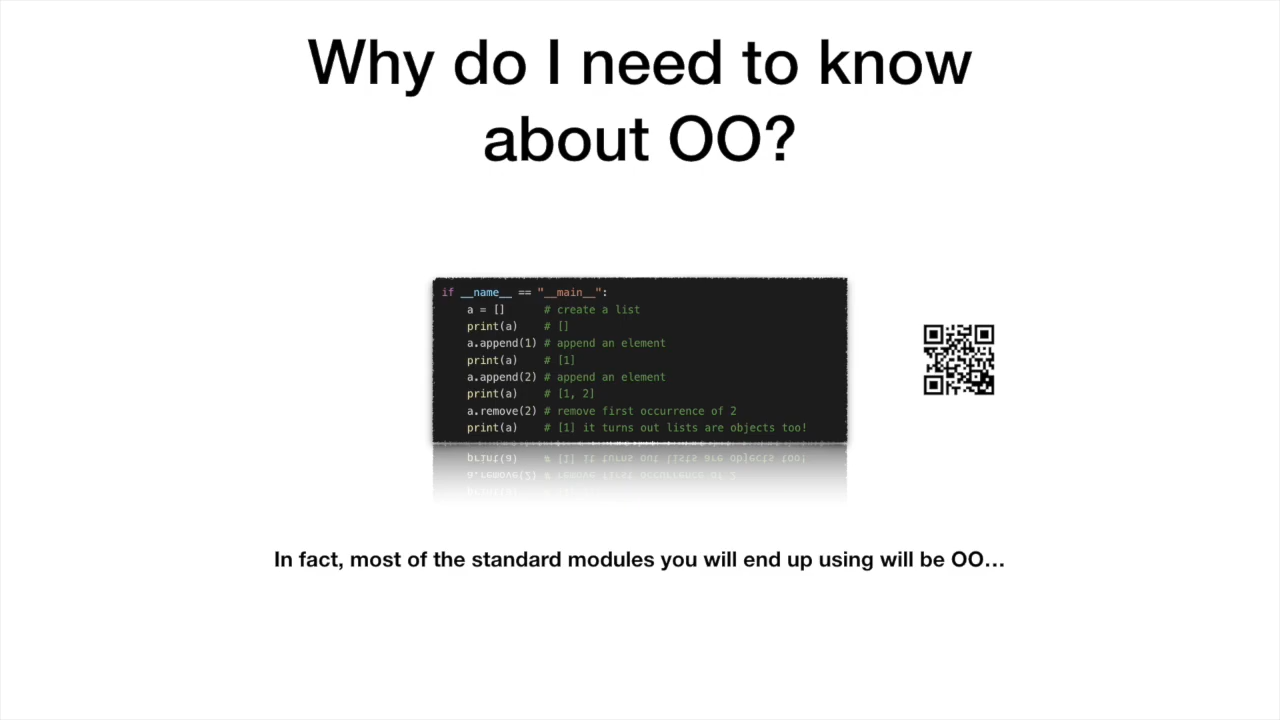 Why do I need to know
about OO?
if __name__ == "__main__":
    a = []      # create a list
    print(a)    # []
    a.append(1) # append an element
    print(a)    # [1]
    a.append(2) # append an element
    print(a)    # [1, 2]
    a.remove(2) # remove first occurrence of 2
    print(a)    # [1] it turns out lists are objects too!
In fact, most of the standard modules you will end up using will be OO…